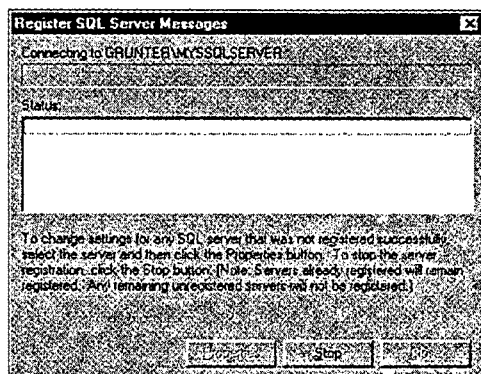 Register SQL Server Messages
Connecting to GRUNTER\MYSSQLSERVER
Status:
To change settings for any SQL server that was not registered successfully,
select the server and then click the Properties button. To stop the server
registration, click the Stop button. (Note: Servers already registered will remain
registered. Any remaining unregistered servers will not be registered.)
Stop